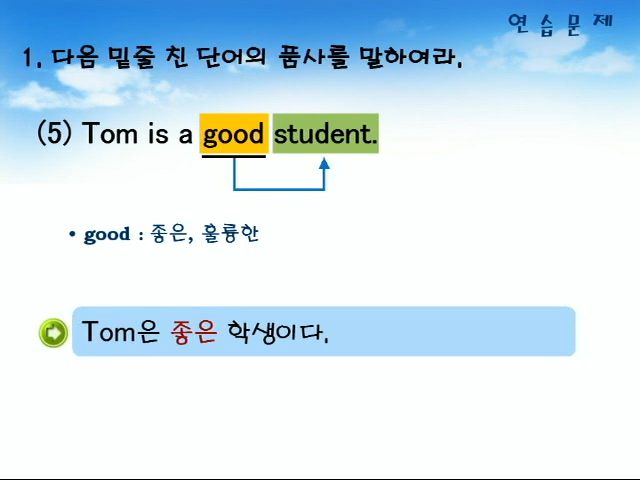 연습문제
1. 다음 밑줄 친 단어의 품사를 말하여라.
(5) Tom is a good student.
• good : 좋은, 훌륭한
Tom은 좋은 학생이다.